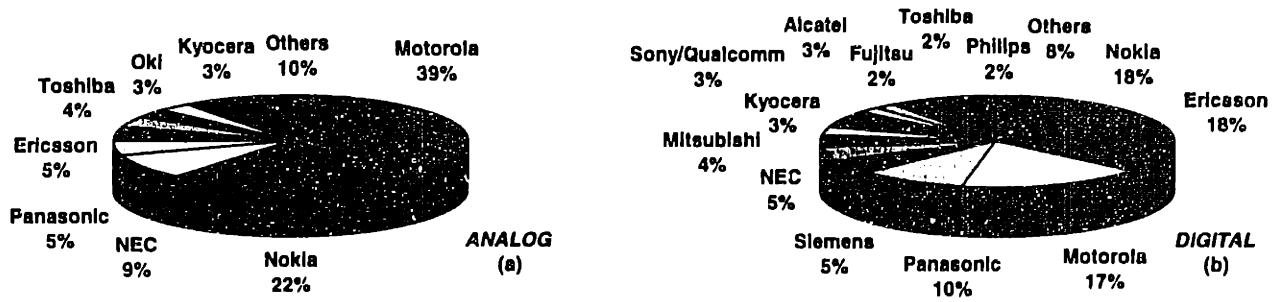 Motorola
39%
Others
10%
Kyocera
3%
Oki
3%
Toshiba
4%
Ericsson
5%
Panasonic
5%
NEC
9%
Nokia
22%
ANALOG
(a)
Others
8%
Nokia
18%
Ericsson
18%
Motorola
17%
Panasonic
10%
Siemens
5%
NEC
5%
Mitsubishi
4%
Kyocera
3%
Sony/Qualcomm
3%
Alcatel
3%
Fujitsu
2%
Toshiba
2%
Philips
2%
DIGITAL
(b)